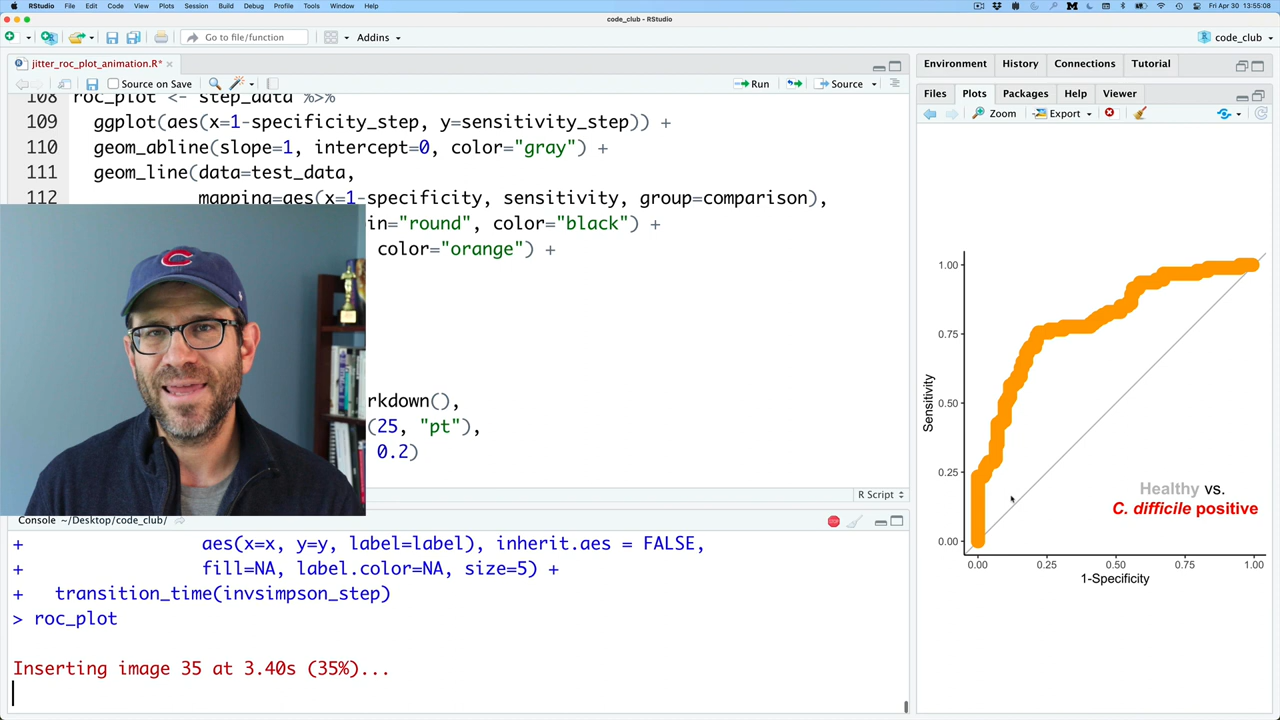 RStudio File Edit Code View Plots Session Build Debug Profile Tools Window Help
Fri Apr 30 13:55:08
code_club - RStudio
Go to file/function
Addins
code_club
jitter_roc_plot_animation.R*
Source on Save
Run
Source
108 roc_plot <- step_data %>%
109 ggplot(aes(x=1-specificity_step, y=sensitivity_step)) +
110 geom_abline(slope=1, intercept=0, color="gray") +
111 geom_line(data=test_data,
112 mapping=aes(x=1-specificity, sensitivity, group=comparison),
in="round", color="black") +
color="orange") +
rkdown(),
(25, "pt"),
0.2)
R Script
Console ~/Desktop/code_club/
+ aes(x=x, y=y, label=label), inherit.aes = FALSE,
+ fill=NA, label.color=NA, size=5) +
+ transition_time(invsimpson_step)
> roc_plot
Inserting image 35 at 3.40s (35%)...
Environment History Connections Tutorial
Files Plots Packages Help Viewer
Zoom Export
1.00
0.75
0.50
0.25
0.00
Sensitivity
Healthy vs.
C. difficile positive
0.00 0.25 0.50 0.75 1.00
1-Specificity
C